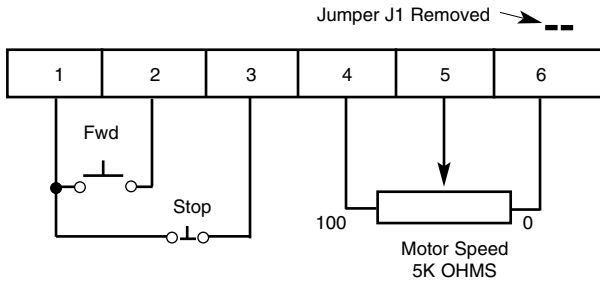 Jumper J1 Removed
1 2 3 4 5 6
Fwd
Stop
100 0
Motor Speed
5K OHMS